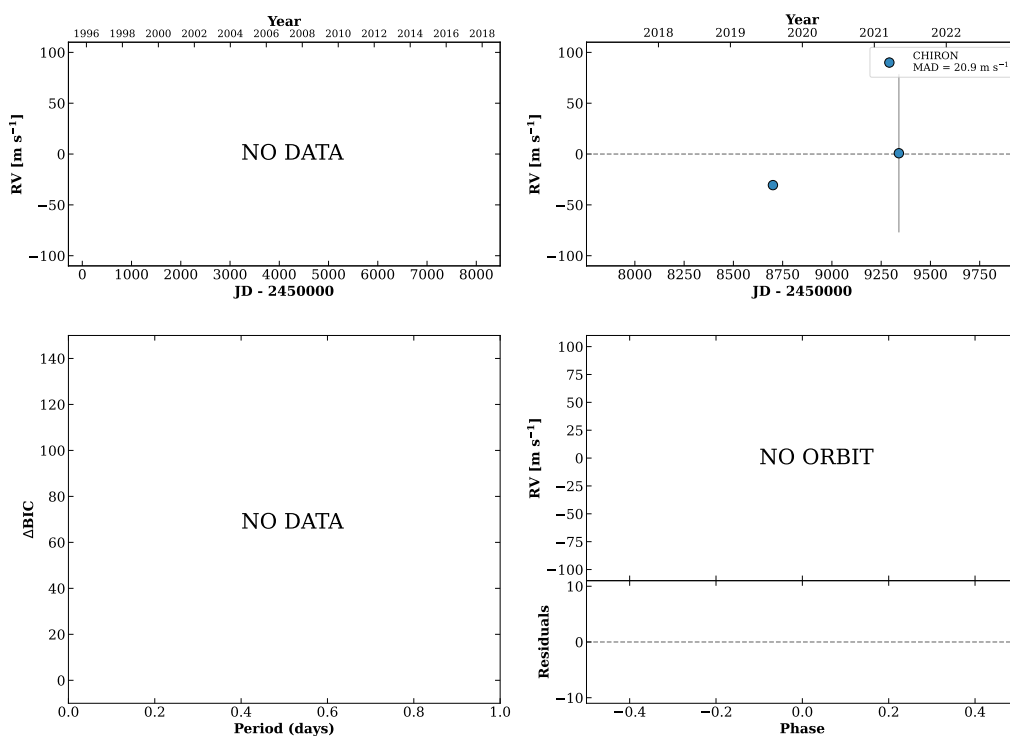 Year
1996 1998 2000 2002 2004 2006 2008 2010 2012 2014 2016 2018
100
50
0
−50
−100
RV [m s⁻¹]
NO DATA
0 1000 2000 3000 4000 5000 6000 7000 8000
JD - 2450000
Year
2018 2019 2020 2021 2022
CHIRON
MAD = 20.9 m s⁻¹
100
50
0
−50
−100
RV [m s⁻¹]
8000 8250 8500 8750 9000 9250 9500 9750
JD - 2450000
140
120
100
80
60
40
20
0
ΔBIC
NO DATA
0.0 0.2 0.4 0.6 0.8 1.0
Period (days)
100
75
50
25
0
−25
−50
−75
−100
RV [m s⁻¹]
NO ORBIT
10
0
−10
Residuals
−0.4 −0.2 0.0 0.2 0.4
Phase